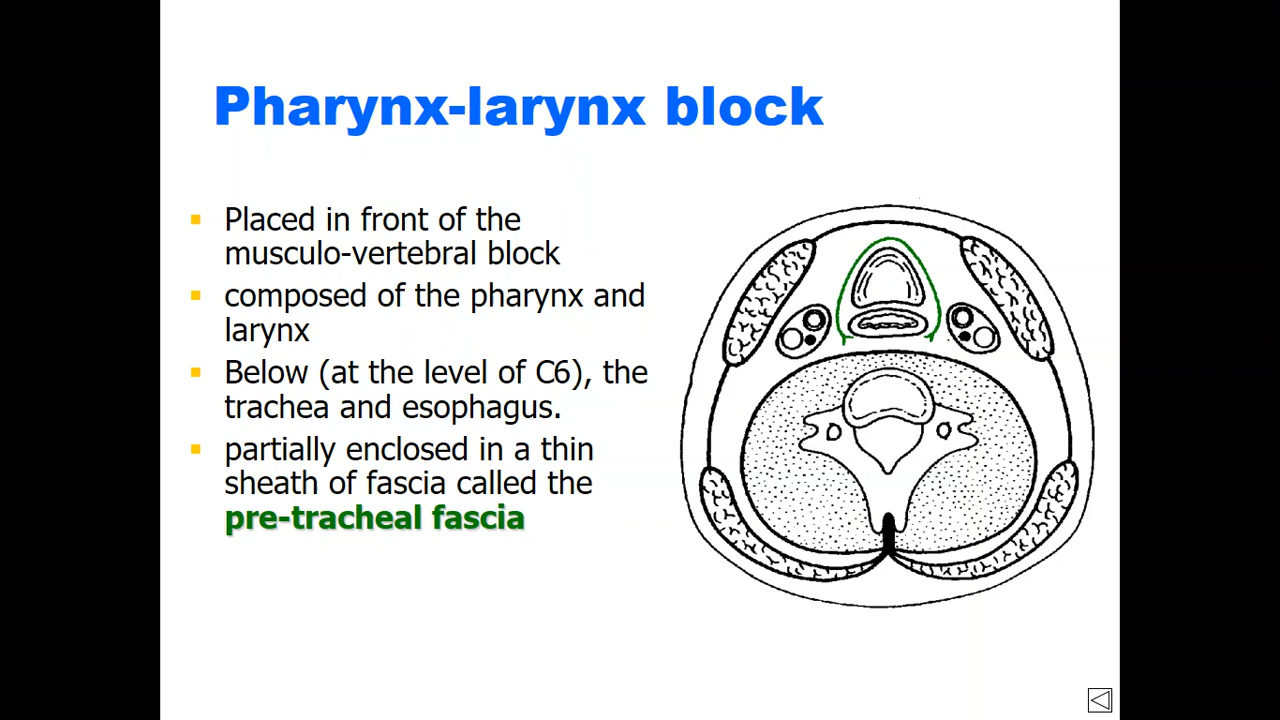 Pharynx-larynx block
Placed in front of the
musculo-vertebral block
composed of the pharynx and
larynx
Below (at the level of C6), the
trachea and esophagus.
partially enclosed in a thin
sheath of fascia called the
pre-tracheal fascia